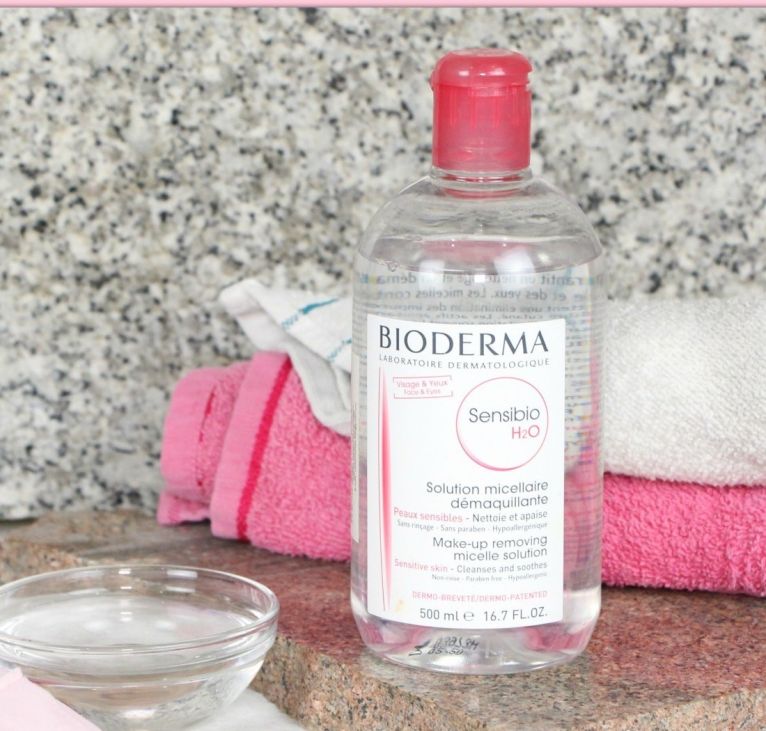 BIODERMA
LABORATOIRE DERMATOLOGIQUE
Visage & Yeux
Face & Eyes
Sensibio
H2O
Solution micellaire
démaquillante
Peaux sensibles - Nettoie et apaise
Sans rinçage - Sans paraben - Hypoallergénique
Make-up removing
micelle solution
Sensitive skin - Cleanses and soothes
Non-rinse - Paraben free - Hypoallergenic
DERMO-BREVETÉ/DERMO-PATENTED
500 ml ℮ 16.7 FL.OZ.